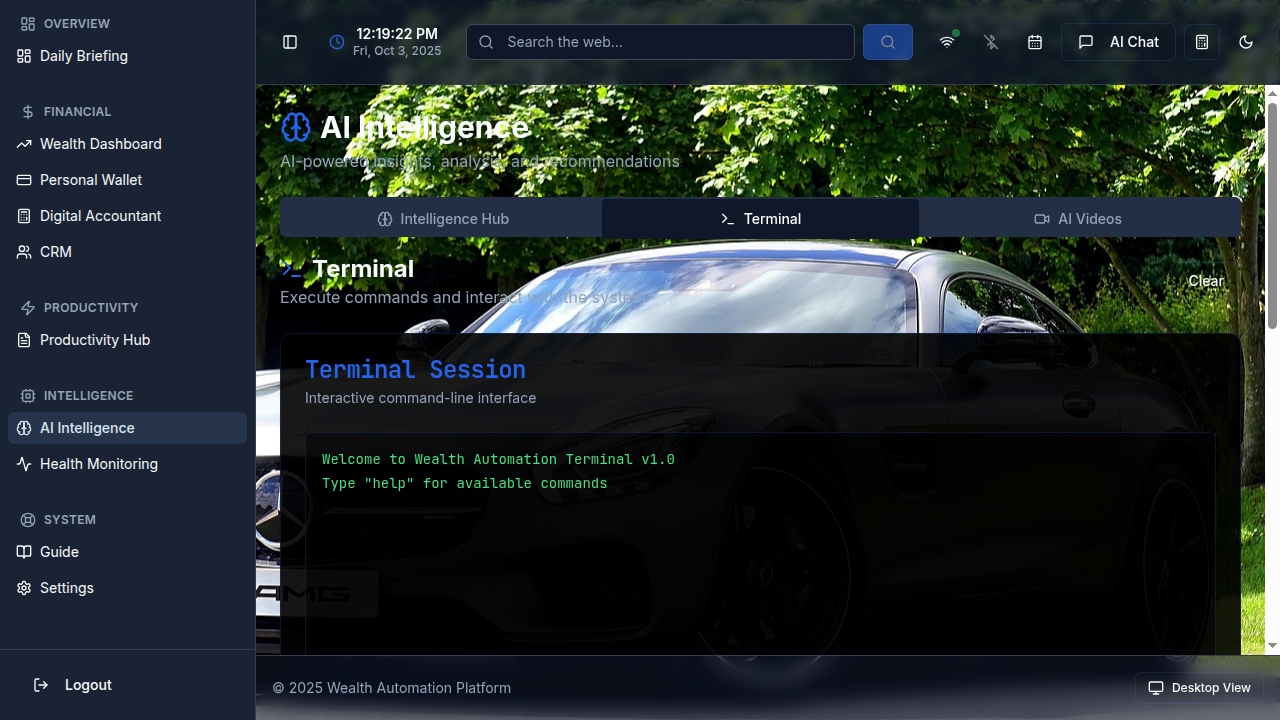 OVERVIEW
Daily Briefing
FINANCIAL
Wealth Dashboard
Personal Wallet
Digital Accountant
CRM
PRODUCTIVITY
Productivity Hub
INTELLIGENCE
AI Intelligence
Health Monitoring
SYSTEM
Guide
Settings
Logout
12:19:22 PM
Fri, Oct 3, 2025
Search the web...
AI Chat
AI Intelligence
AI-powered insights, analysis, and recommendations
Intelligence Hub
Terminal
AI Videos
Terminal
Execute commands and interact with the system
Clear
Terminal Session
Interactive command-line interface
Welcome to Wealth Automation Terminal v1.0
Type "help" for available commands
AMG
© 2025 Wealth Automation Platform
Desktop View